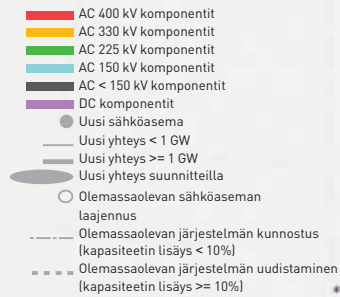 AC 400 kV komponentit
AC 330 kV komponentit
AC 225 kV komponentit
AC 150 kV komponentit
AC < 150 kV komponentit
DC komponentit
Uusi sähköasema
Uusi yhteys < 1 GW
Uusi yhteys >= 1 GW
Uusi yhteys suunnitteilla
Olemassaolevan sähköaseman
laajennus
Olemassaolevan järjestelmän kunnostus
(kapasiteetin lisäys < 10%)
Olemassaolevan järjestelmän uudistaminen
(kapasiteetin lisäys >= 10%)